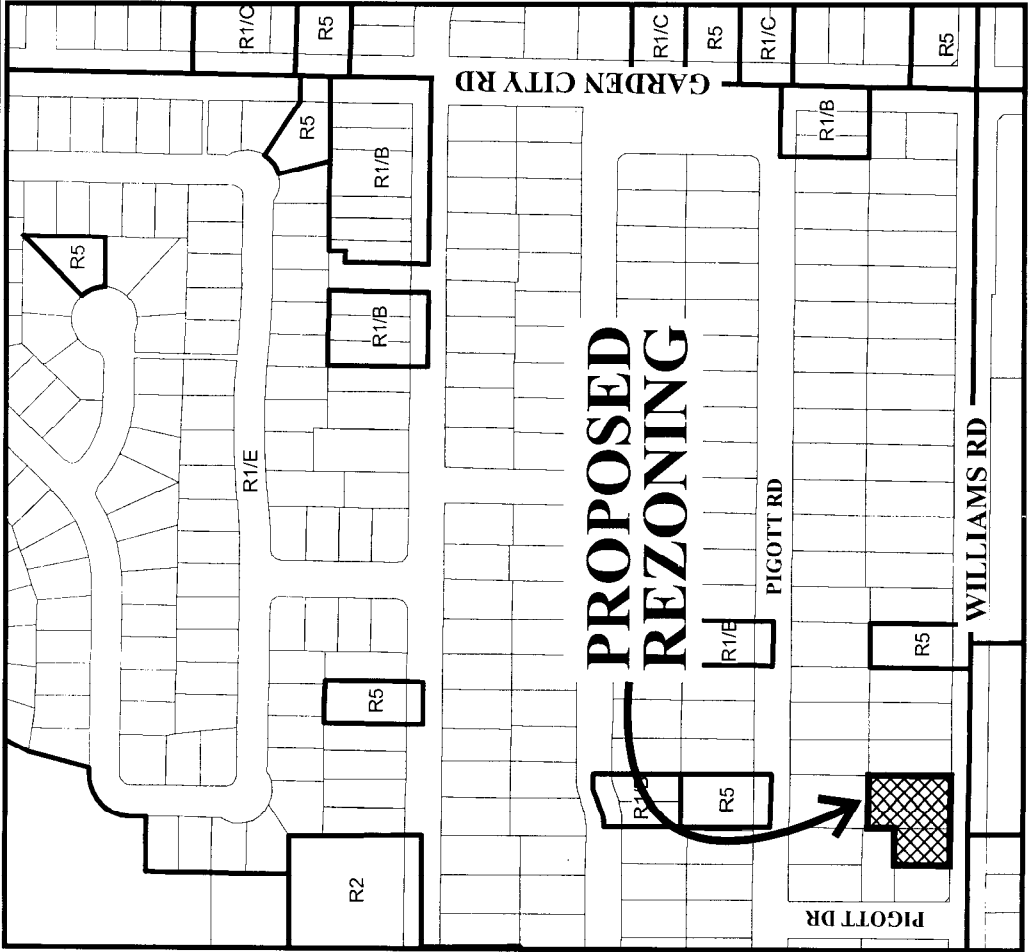 R1/C
R5
R1/C
R5
R1/C
R5
GARDEN CITY RD
R5
R1/B
R1/B
R5
R1/B
R1/E
PROPOSED
REZONING
PIGOTT RD
WILLIAMS RD
R1/B
R5
R5
R1/B
R5
R2
PIGOTT DR